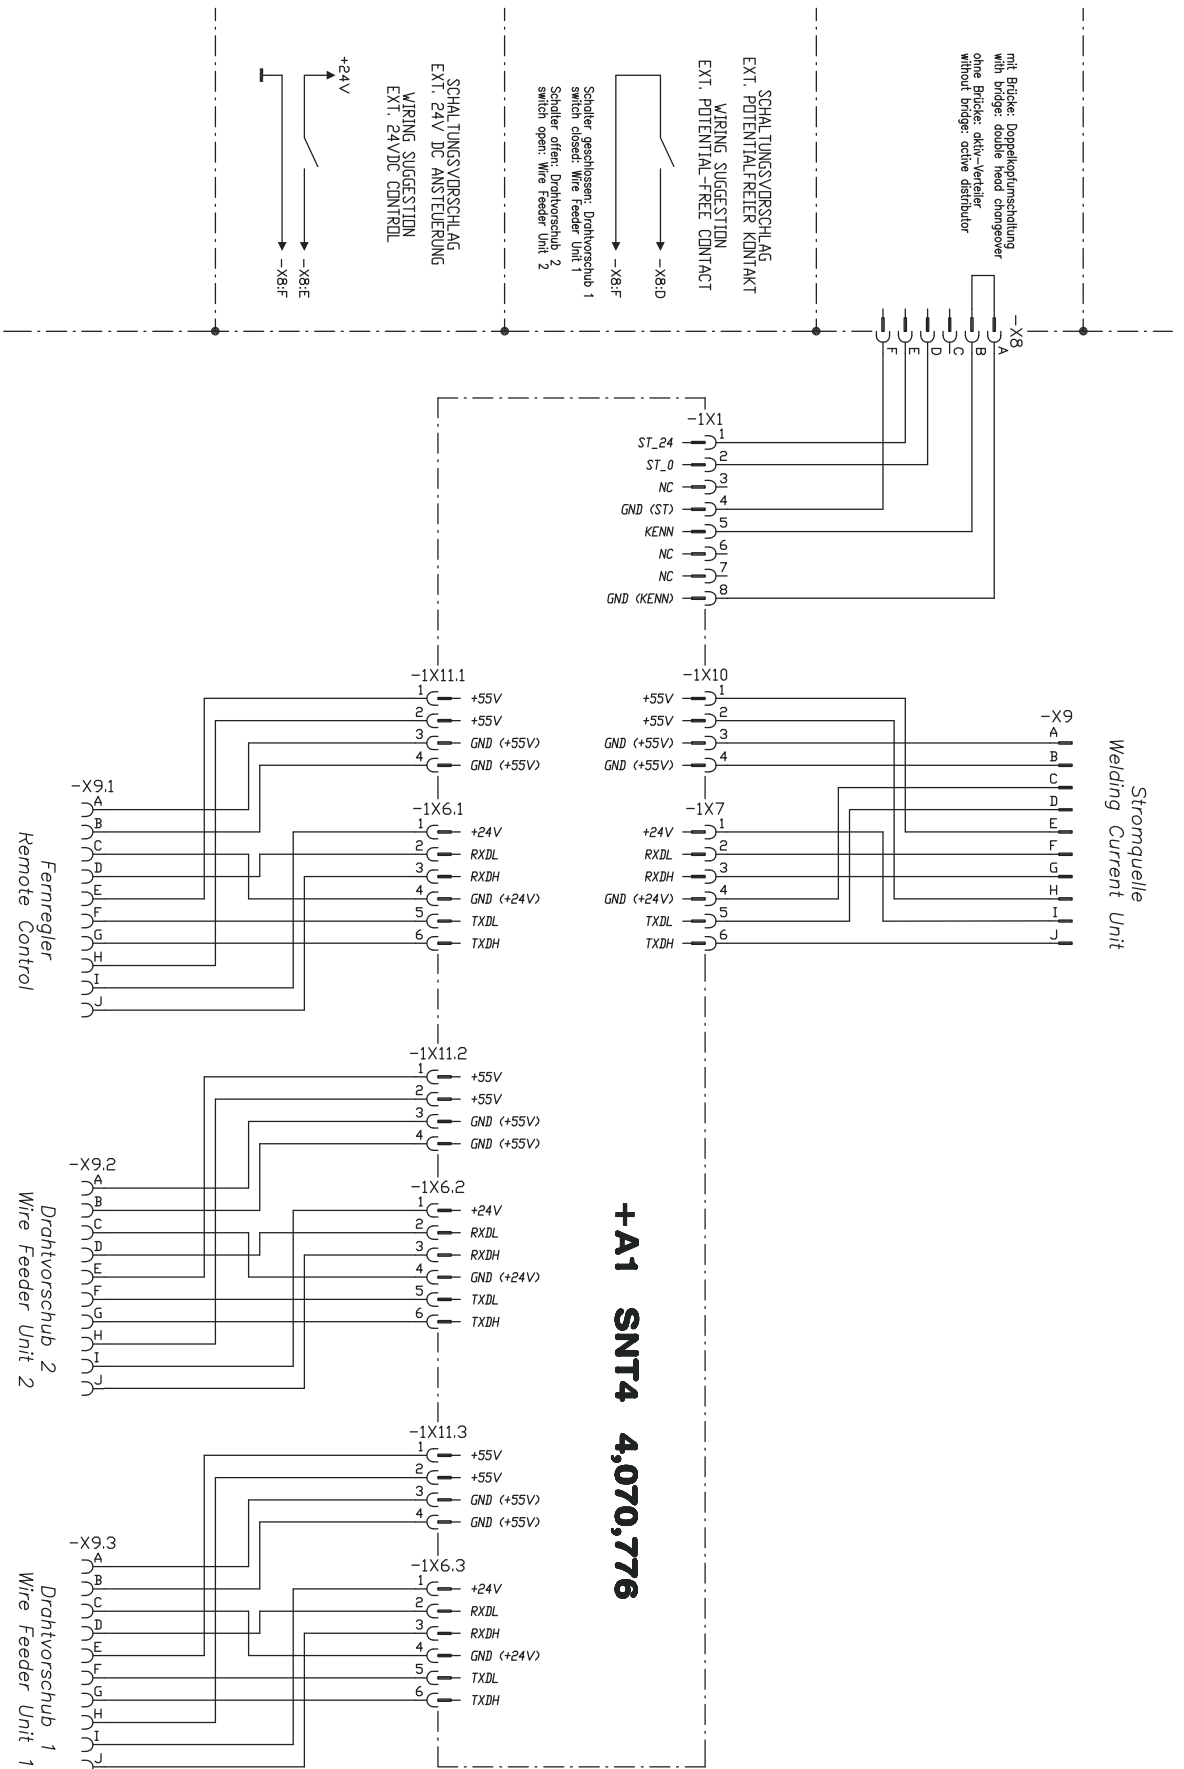 mit Brücke: Doppelkopfumschaltung
with bridge: double head changeover
ohne Brücke: aktiv-Verteiler
without bridge: active distributor
SCHALTUNGSVORSCHLAG
EXT. POTENTIALFREIER KONTAKT
WIRING SUGGESTION
EXT. POTENTIAL-FREE CONTACT
-X8:D
-X8:F
Schalter geschlossen: Drahtvorschub 1
switch closed: Wire Feeder Unit 1
Schalter offen: Drahtvorschub 2
switch open: Wire Feeder Unit 2
SCHALTUNGSVORSCHLAG
EXT. 24V DC ANSTEUERUNG
WIRING SUGGESTION
EXT. 24VDC CONTROL
+24V
-X8:E
-X8:F
-X8
A
B
C
D
E
F
-1X1
1
ST_24
2
ST_0
3
NC
4
GND (ST)
5
KENN
6
NC
7
NC
8
GND (KENN)
-1X10
1
+55V
2
+55V
3
GND (+55V)
4
GND (+55V)
-1X7
1
+24V
2
RXDL
3
RXDH
4
GND (+24V)
5
TXDL
6
TXDH
-X9
A
B
C
D
E
F
G
H
I
J
Stromquelle
Welding Current Unit
-1X11.1
1
+55V
2
+55V
3
GND (+55V)
4
GND (+55V)
-1X6.1
1
+24V
2
RXDL
3
RXDH
4
GND (+24V)
5
TXDL
6
TXDH
-X9.1
A
B
C
D
E
F
G
H
I
J
Fernregler
Remote Control
-1X11.2
1
+55V
2
+55V
3
GND (+55V)
4
GND (+55V)
-1X6.2
1
+24V
2
RXDL
3
RXDH
4
GND (+24V)
5
TXDL
6
TXDH
-X9.2
A
B
C
D
E
F
G
H
I
J
Drahtvorschub 2
Wire Feeder Unit 2
+A1 SNT4 4,070,776
-1X11.3
1
+55V
2
+55V
3
GND (+55V)
4
GND (+55V)
-1X6.3
1
+24V
2
RXDL
3
RXDH
4
GND (+24V)
5
TXDL
6
TXDH
-X9.3
A
B
C
D
E
F
G
H
I
J
Drahtvorschub 1
Wire Feeder Unit 1